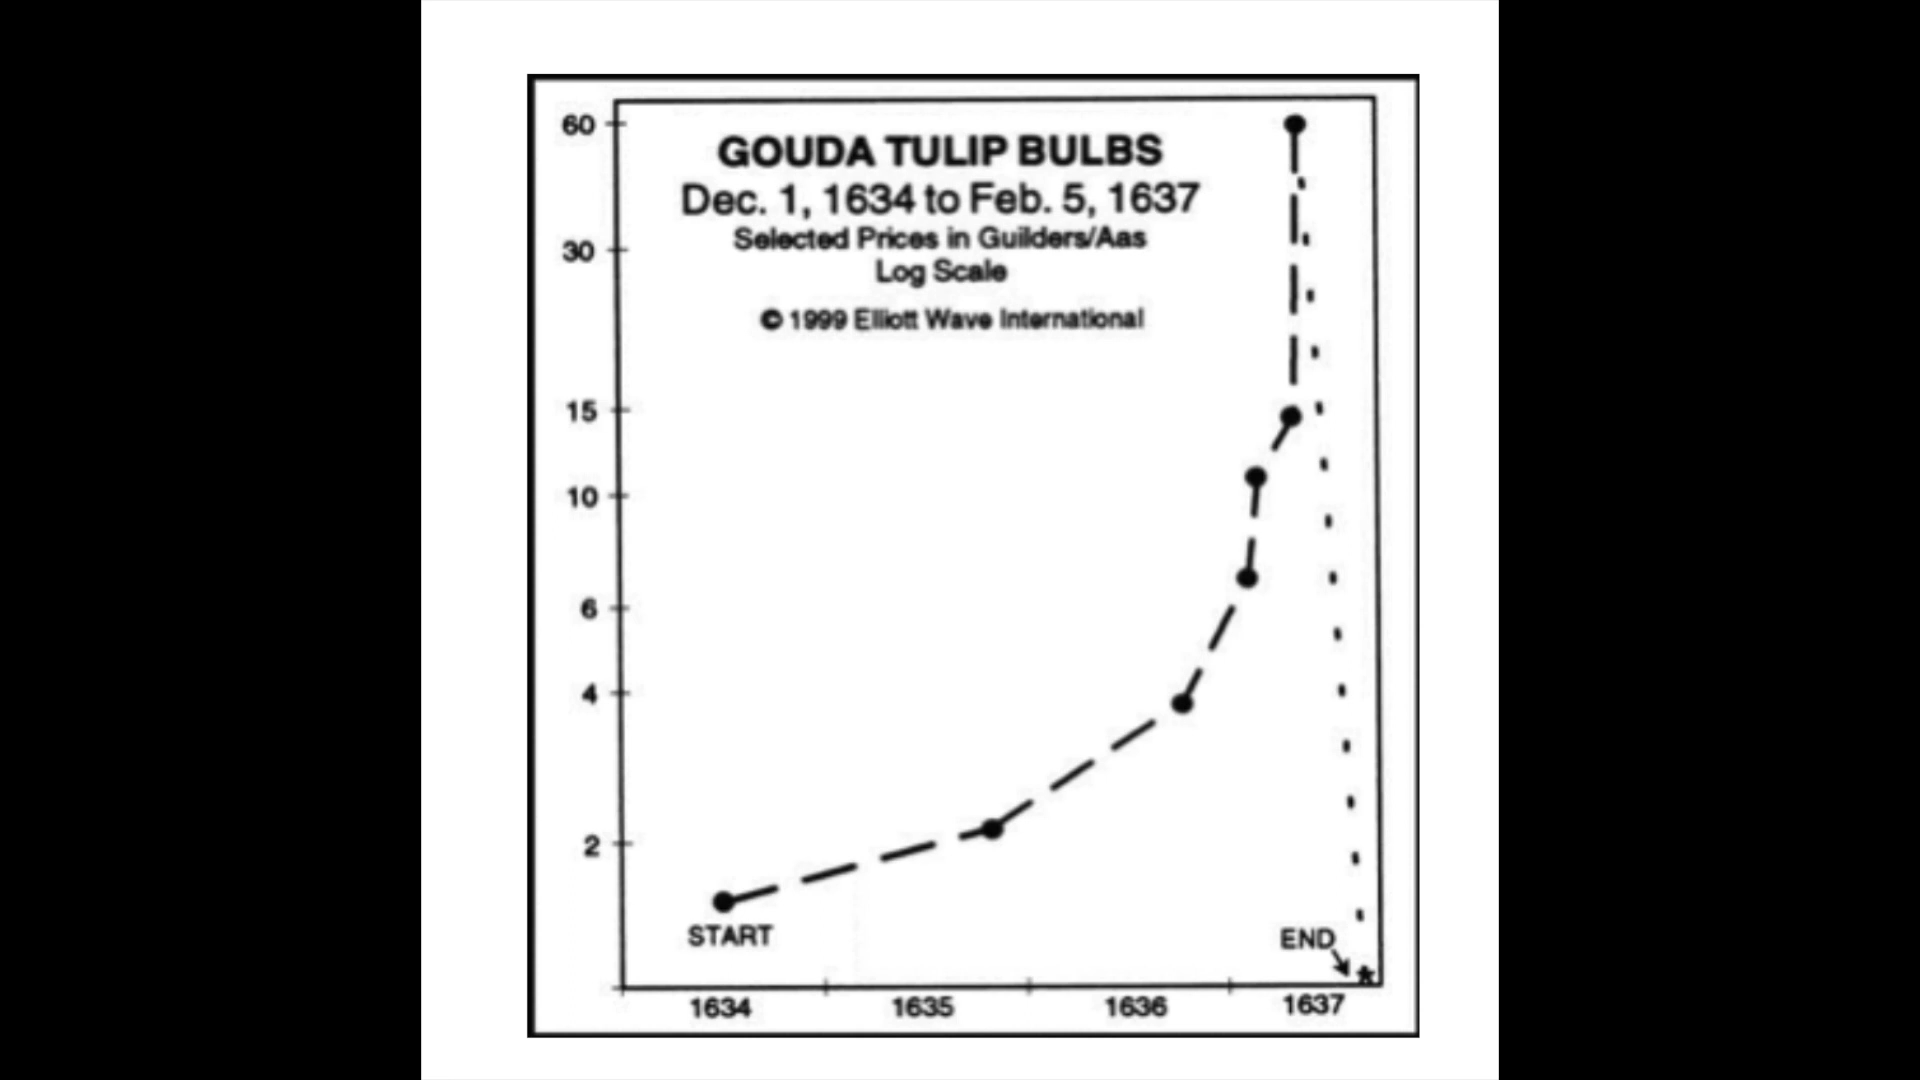 GOUDA TULIP BULBS
Dec. 1, 1634 to Feb. 5, 1637
Selected Prices in Guilders/Aas
Log Scale
© 1999 Elliott Wave International
60
30
15
10
6
4
2
START
END
1634 1635 1636 1637